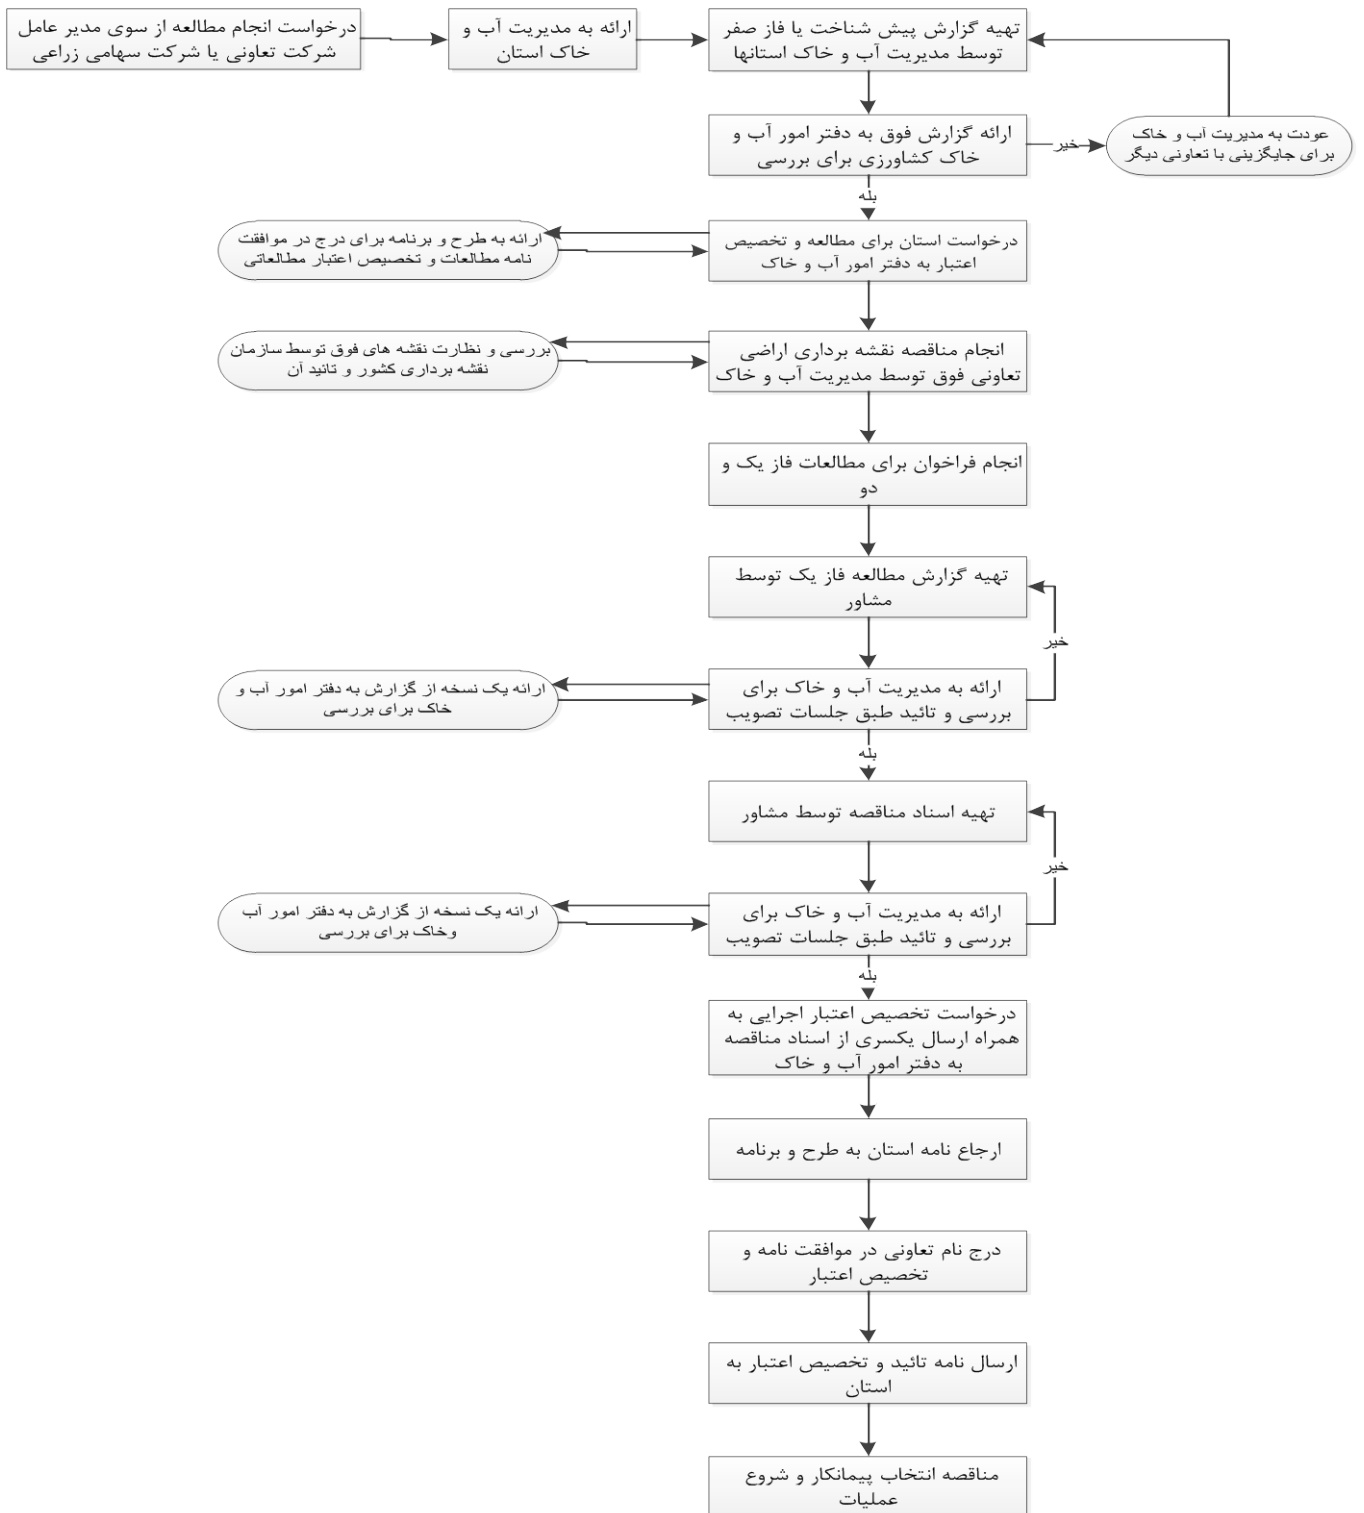 درخواست انجام مطالعه از سوی مدیر عامل
شرکت تعاونی یا شرکت سهامی زراعی
ارائه به مدیریت آب و
خاک استان
تهیه گزارش پیش شناخت یا فاز صفر
توسط مدیریت آب و خاک استانها
ارائه گزارش فوق به دفتر امور آب و
خاک کشاورزی برای بررسی
خیر
عودت به مدیریت آب و خاک
برای جایگزینی با تعاونی دیگر
بله
درخواست استان برای مطالعه و تخصیص
اعتبار به دفتر امور آب و خاک
ارائه به طرح و برنامه برای درج در موافقت
نامه مطالعات و تخصیص اعتبار مطالعاتی
انجام مناقصه نقشه برداری اراضی
تعاونی فوق توسط مدیریت آب و خاک
بررسی و نظارت نقشه های فوق توسط سازمان
نقشه برداری کشور و تائید آن
انجام فراخوان برای مطالعات فاز یک و
دو
تهیه گزارش مطالعه فاز یک توسط
مشاور
خیر
ارائه به مدیریت آب و خاک برای
بررسی و تائید طبق جلسات تصویب
ارائه یک نسخه از گزارش به دفتر امور آب و
خاک برای بررسی
بله
تهیه اسناد مناقصه توسط مشاور
خیر
ارائه به مدیریت آب و خاک برای
بررسی و تائید طبق جلسات تصویب
ارائه یک نسخه از گزارش به دفتر امور آب
وخاک برای بررسی
بله
درخواست تخصیص اعتبار اجرایی به
همراه ارسال یکسری از اسناد مناقصه
به دفتر امور آب و خاک
ارجاع نامه استان به طرح و برنامه
درج نام تعاونی در موافقت نامه و
تخصیص اعتبار
ارسال نامه تائید و تخصیص اعتبار به
استان
مناقصه انتخاب پیمانکار و شروع
عملیات